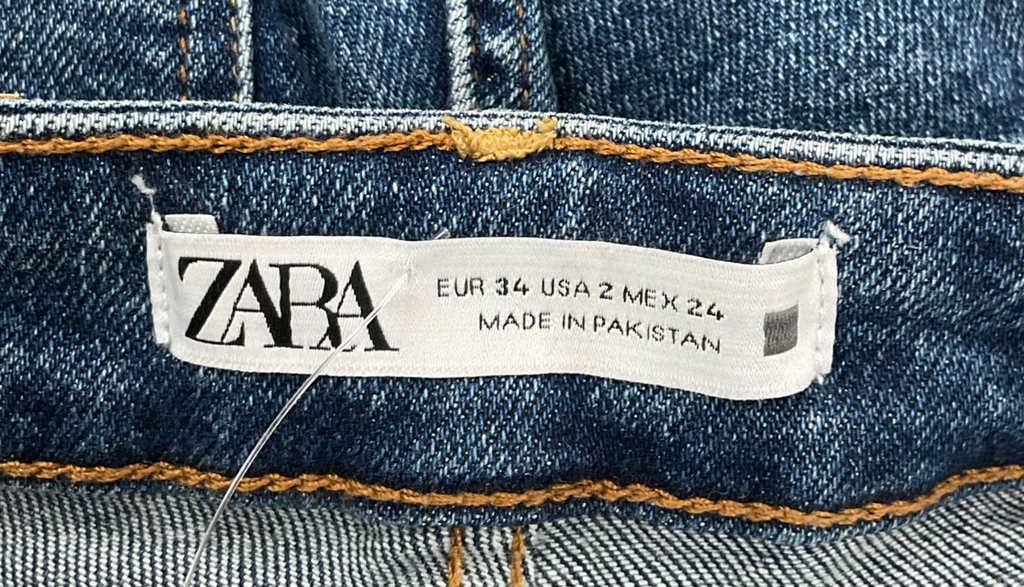 ZARA
EUR 34 USA 2 MEX 24
MADE IN PAKISTAN